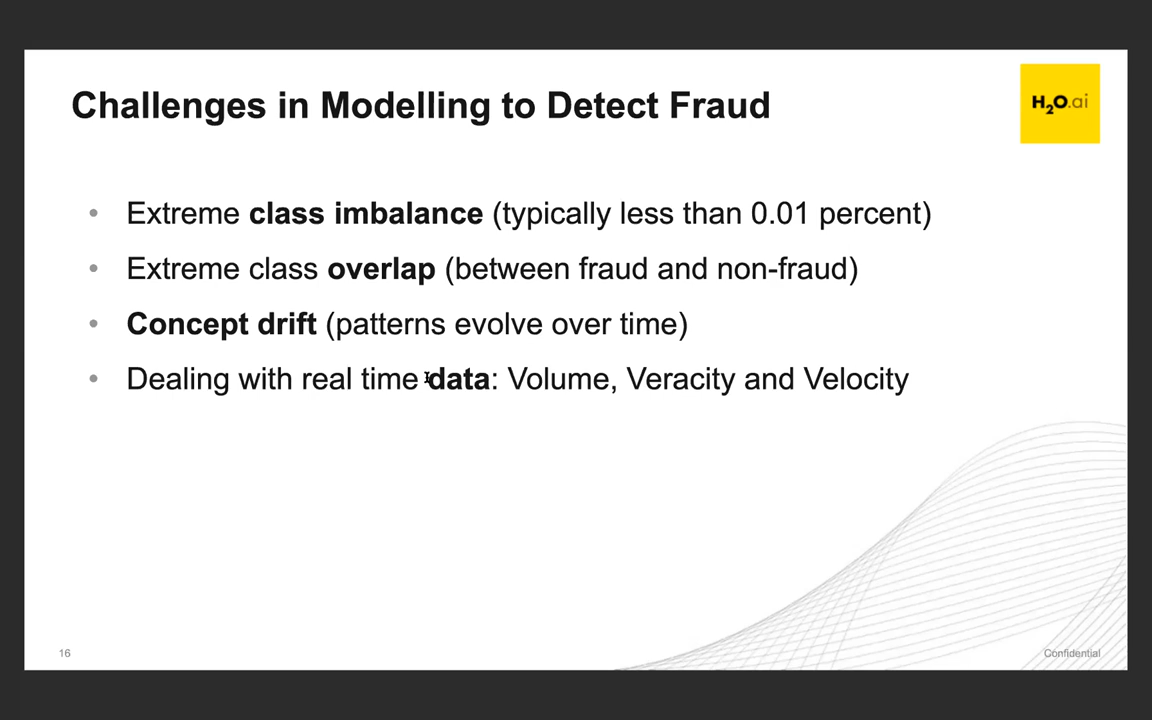 Challenges in Modelling to Detect Fraud
H2O.ai
• Extreme class imbalance (typically less than 0.01 percent)
• Extreme class overlap (between fraud and non-fraud)
• Concept drift (patterns evolve over time)
• Dealing with real time data: Volume, Veracity and Velocity
16
Confidential